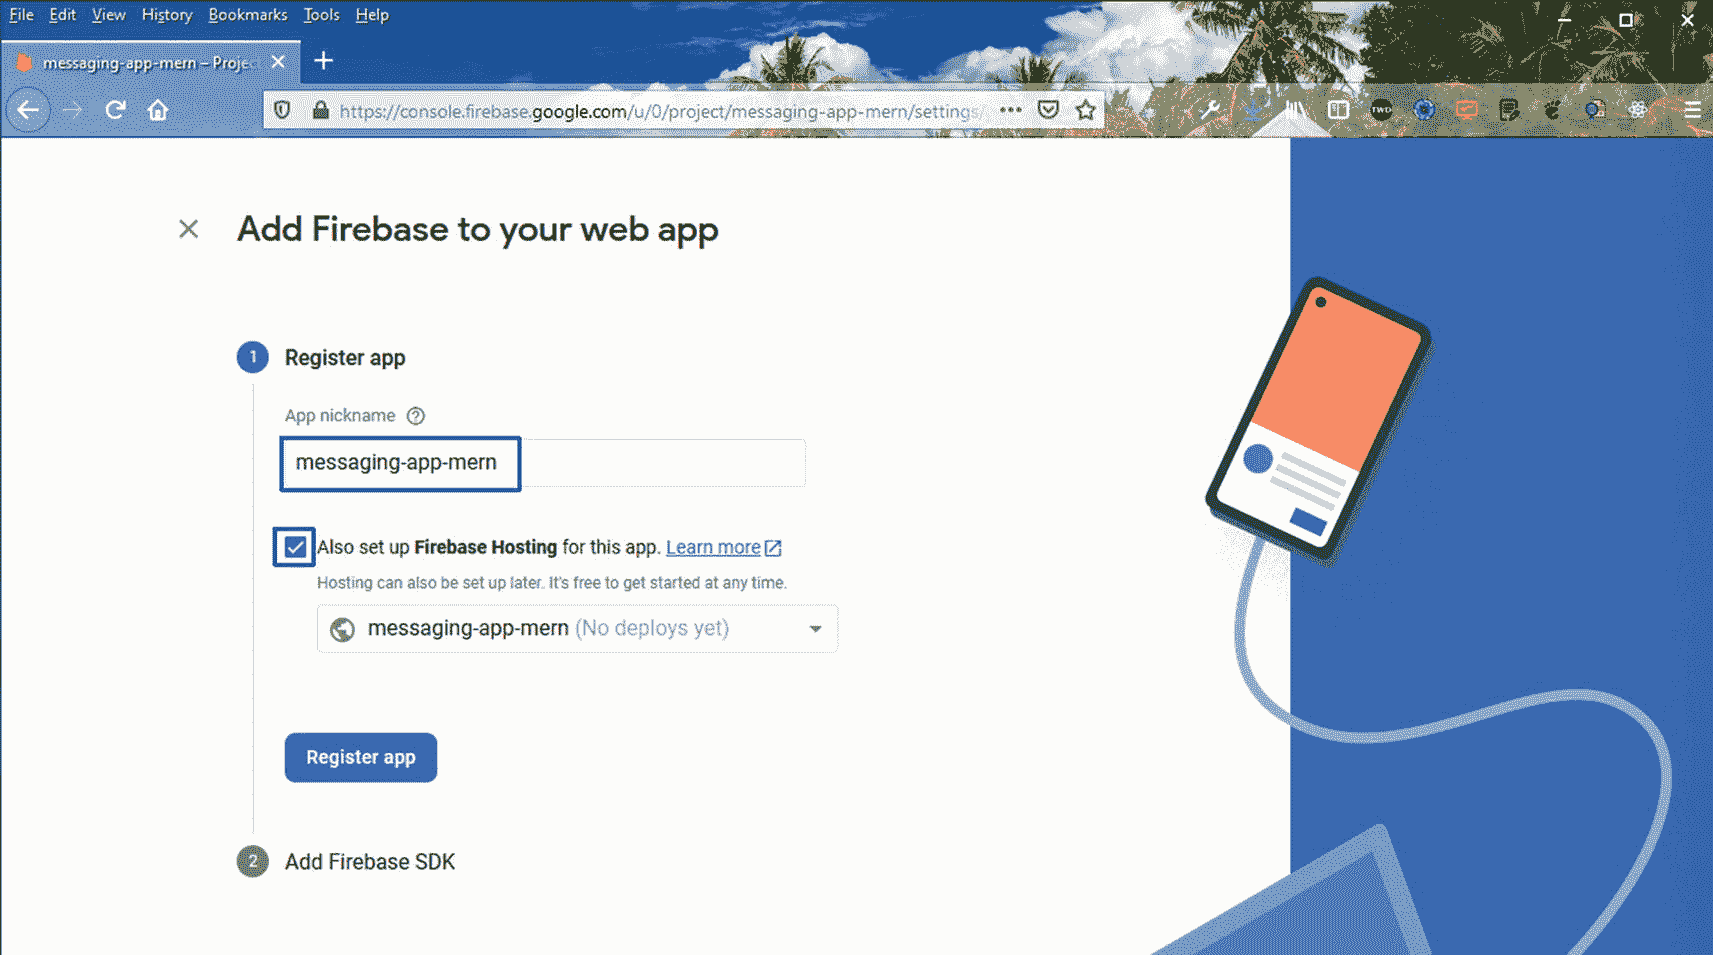 File Edit View History Bookmarks Tools Help
messaging-app-mern – Projec
https://console.firebase.google.com/u/0/project/messaging-app-mern/settings/
TWD
Add Firebase to your web app
1 Register app
App nickname ?
messaging-app-mern
Also set up Firebase Hosting for this app. Learn more
Hosting can also be set up later. It's free to get started at any time.
messaging-app-mern (No deploys yet)
Register app
2 Add Firebase SDK